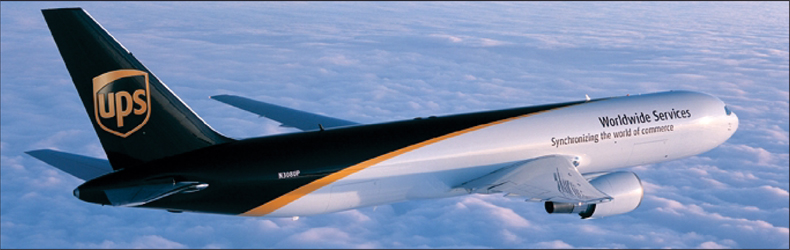 ups
Worldwide Services
Synchronizing the world of commerce
N308UP